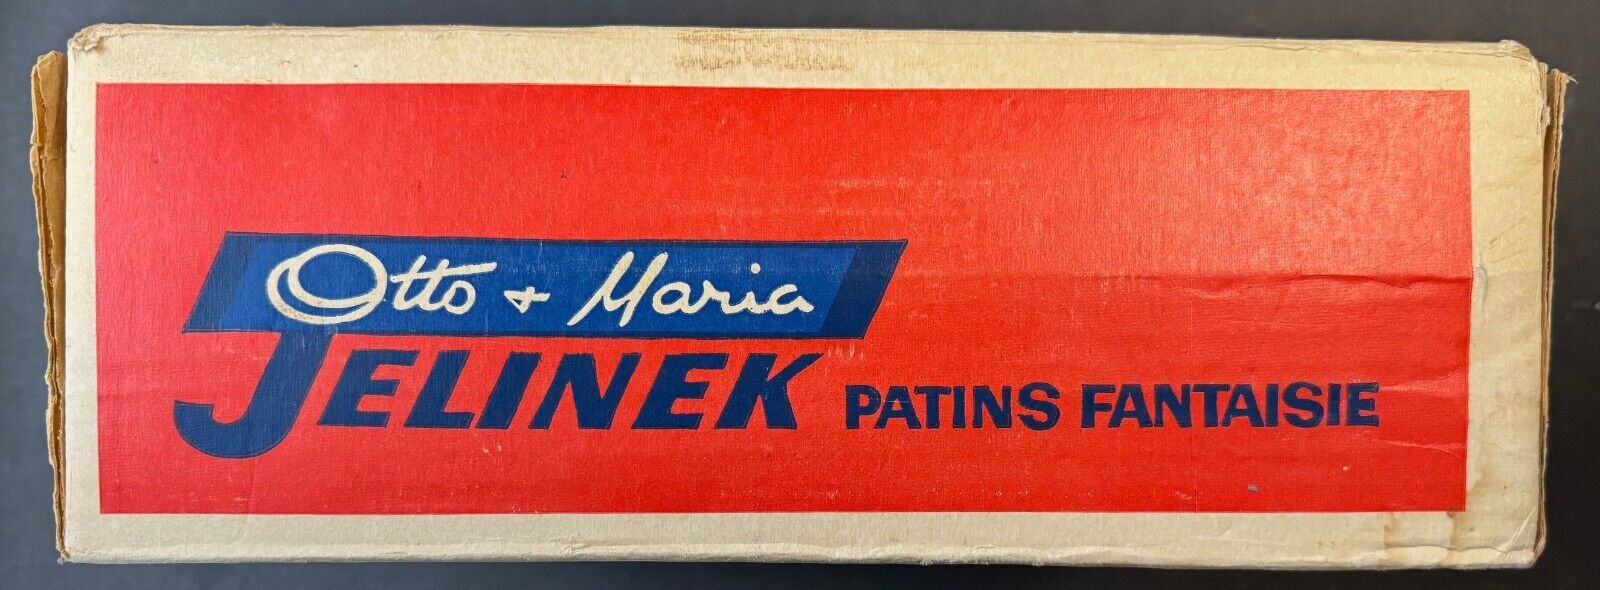 Otto + Maria
JELINEK PATINS FANTAISIE